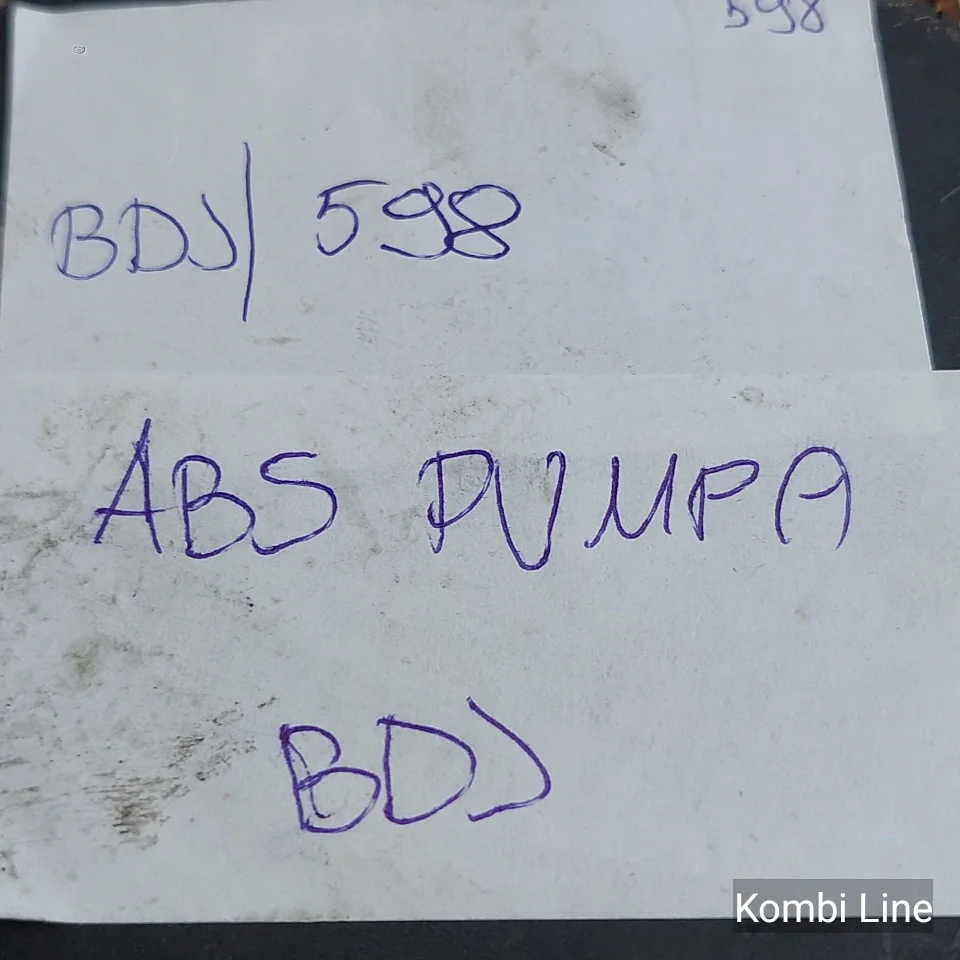 598
BDJ/ 598
ABS PUMPA
BDJ
Kombi Line